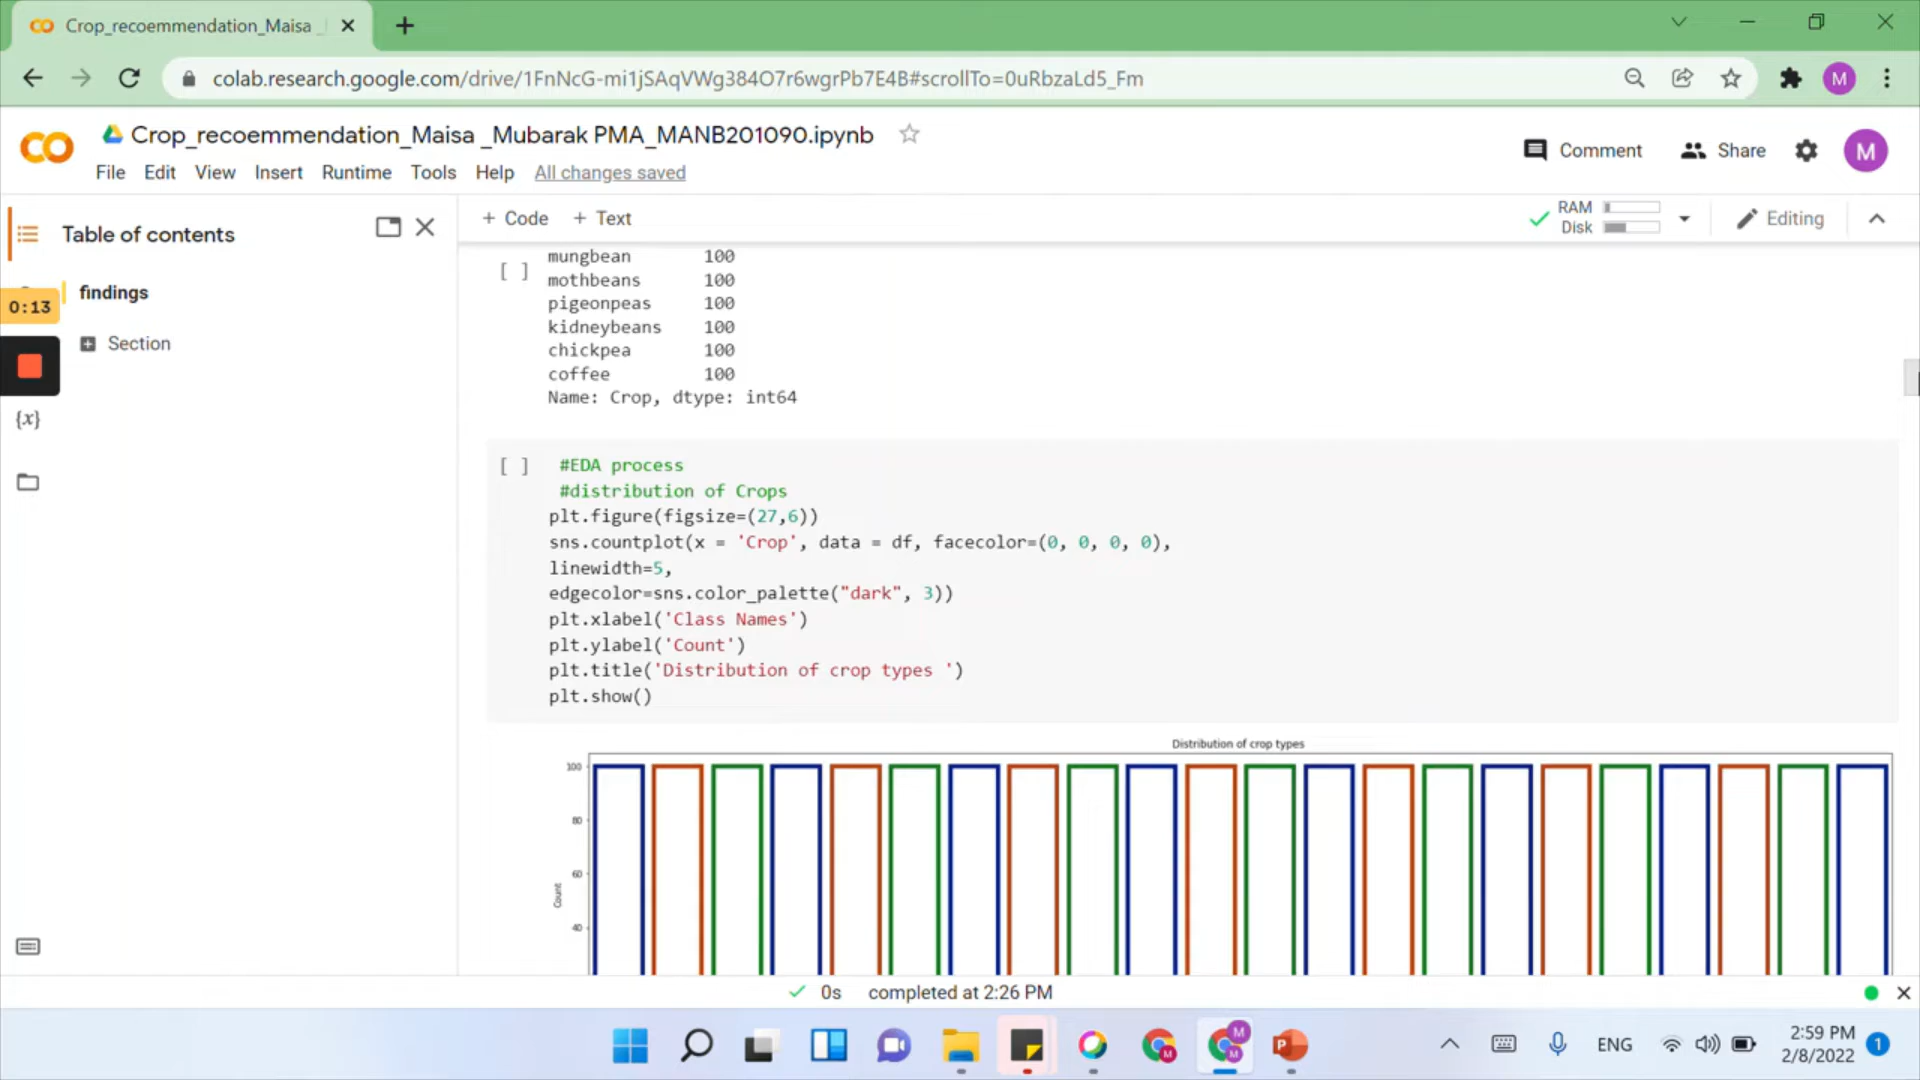 Crop_recoemmendation_Maisa _
colab.research.google.com/drive/1FnNcG-mi1jSAqVWg384O7r6wgrPb7E4B#scrollTo=0uRbzaLd5_Fm
M
Crop_recoemmendation_Maisa _Mubarak PMA_MANB201090.ipynb
Comment
Share
M
File Edit View Insert Runtime Tools Help All changes saved
Table of contents
+ Code + Text
RAM
Disk
Editing
findings
0:13
Section
{x}
mungbean 100
[ ]
mothbeans 100
pigeonpeas 100
kidneybeans 100
chickpea 100
coffee 100
Name: Crop, dtype: int64
[ ] #EDA process
#distribution of Crops
plt.figure(figsize=(27,6))
sns.countplot(x = 'Crop', data = df, facecolor=(0, 0, 0, 0),
linewidth=5,
edgecolor=sns.color_palette("dark", 3))
plt.xlabel('Class Names')
plt.ylabel('Count')
plt.title('Distribution of crop types ')
plt.show()
Distribution of crop types
100
80
60
40
Count
0s completed at 2:26 PM
M
M
M
P
ENG
2:59 PM
2/8/2022
1